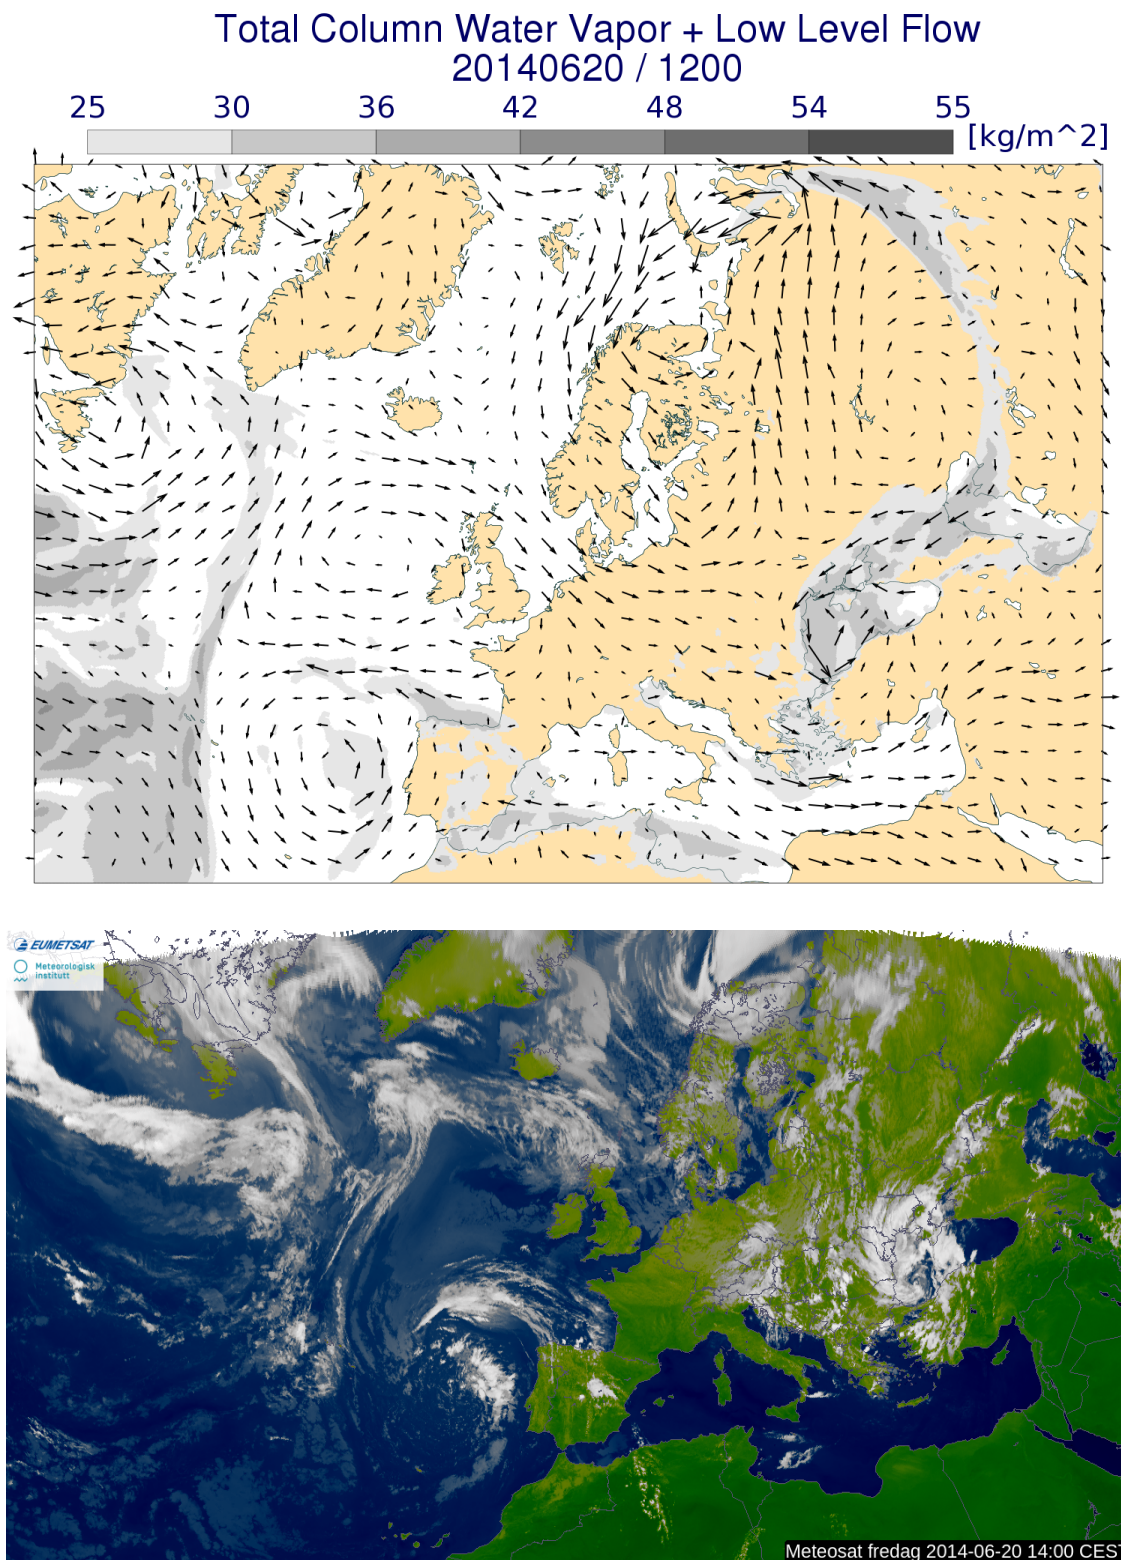 Total Column Water Vapor + Low Level Flow
20140620 / 1200
25 30 36 42 48 54 55
[kg/m^2]
EUMETSAT
Meteorologisk
institutt
Meteosat fredag 2014-06-20 14:00 CEST